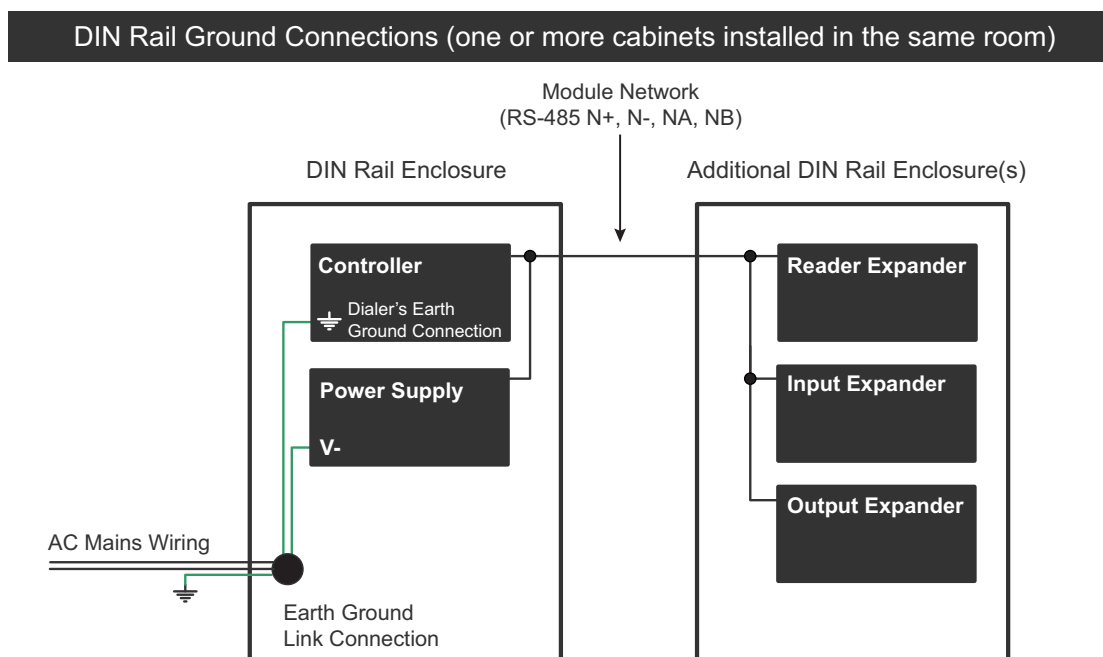 DIN Rail Ground Connections (one or more cabinets installed in the same room)
Module Network
(RS-485 N+, N-, NA, NB)
DIN Rail Enclosure
Additional DIN Rail Enclosure(s)
Controller
Dialer's Earth
Ground Connection
Power Supply
V-
Reader Expander
Input Expander
Output Expander
AC Mains Wiring
Earth Ground
Link Connection